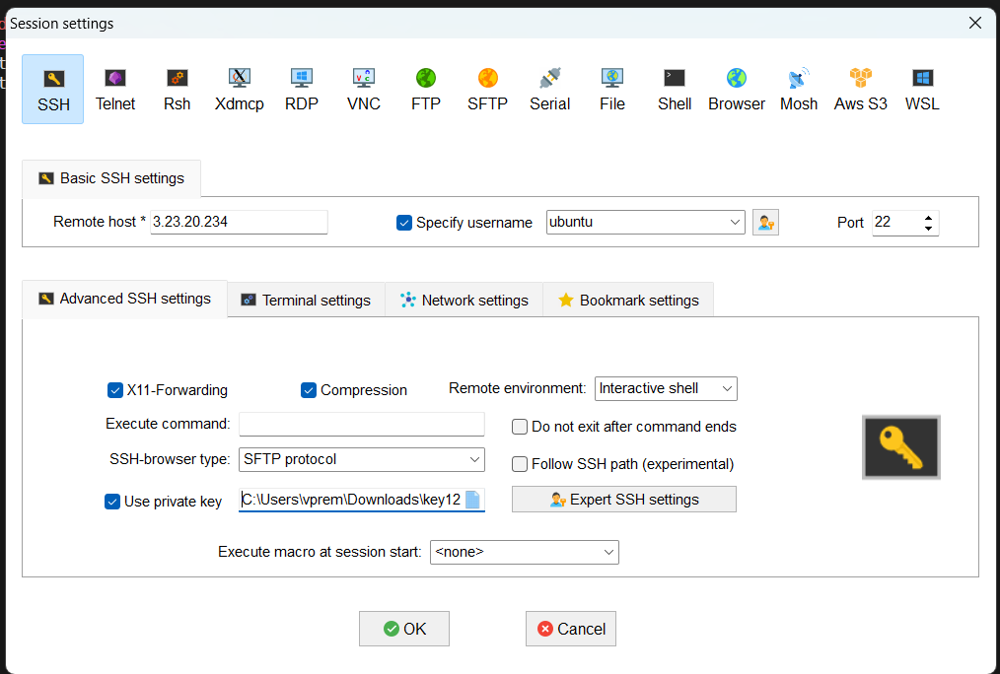 Session settings
SSH Telnet Rsh Xdmcp RDP VNC FTP SFTP Serial File Shell Browser Mosh Aws S3 WSL
Basic SSH settings
Remote host * 3.23.20.234 Specify username ubuntu Port 22
Advanced SSH settings Terminal settings Network settings Bookmark settings
X11-Forwarding Compression Remote environment: Interactive shell
Execute command: Do not exit after command ends
SSH-browser type: SFTP protocol Follow SSH path (experimental)
Use private key C:\Users\vprem\Downloads\key12 Expert SSH settings
Execute macro at session start: <none>
OK Cancel